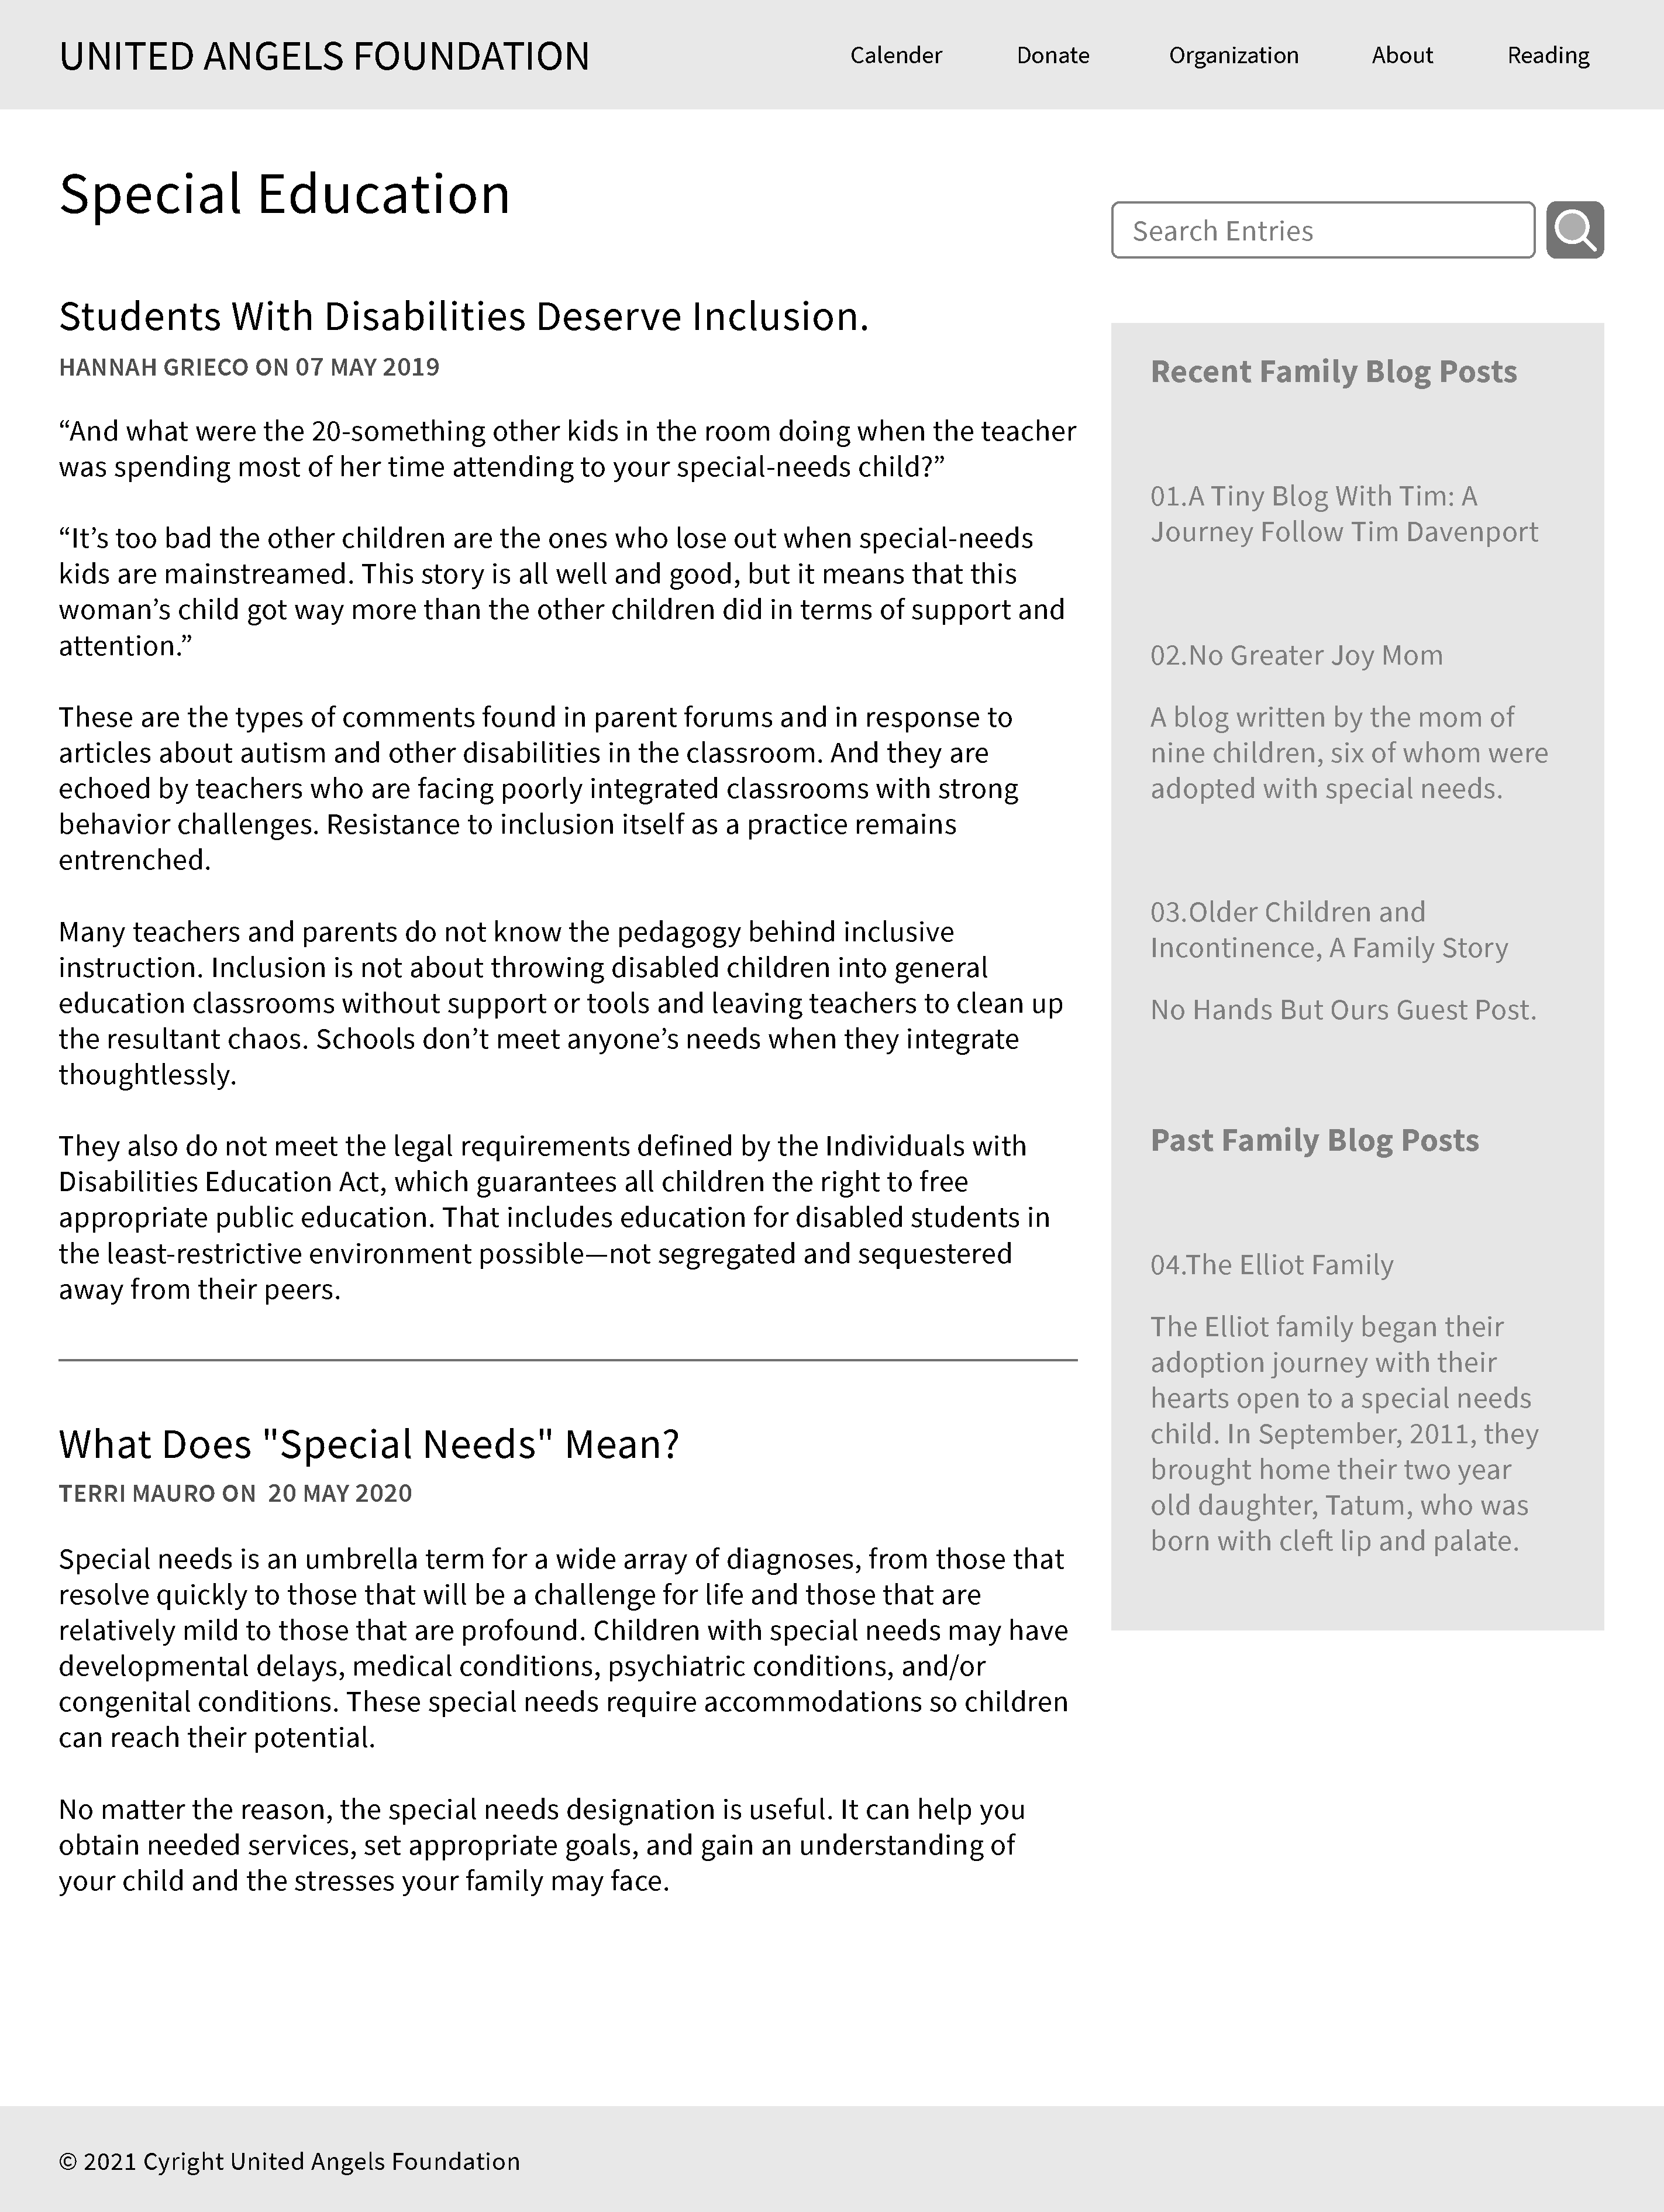 UNITED ANGELS FOUNDATION
Calender
Donate
Organization
About
Reading
Special Education
Search Entries
Students With Disabilities Deserve Inclusion.
HANNAH GRIECO ON 07 MAY 2019
“And what were the 20-something other kids in the room doing when the teacher
was spending most of her time attending to your special-needs child?”
“It’s too bad the other children are the ones who lose out when special-needs
kids are mainstreamed. This story is all well and good, but it means that this
woman’s child got way more than the other children did in terms of support and
attention.”
These are the types of comments found in parent forums and in response to
articles about autism and other disabilities in the classroom. And they are
echoed by teachers who are facing poorly integrated classrooms with strong
behavior challenges. Resistance to inclusion itself as a practice remains
entrenched.
Many teachers and parents do not know the pedagogy behind inclusive
instruction. Inclusion is not about throwing disabled children into general
education classrooms without support or tools and leaving teachers to clean up
the resultant chaos. Schools don’t meet anyone’s needs when they integrate
thoughtlessly.
They also do not meet the legal requirements defined by the Individuals with
Disabilities Education Act, which guarantees all children the right to free
appropriate public education. That includes education for disabled students in
the least-restrictive environment possible—not segregated and sequestered
away from their peers.
What Does "Special Needs" Mean?
TERRI MAURO ON  20 MAY 2020
Special needs is an umbrella term for a wide array of diagnoses, from those that
resolve quickly to those that will be a challenge for life and those that are
relatively mild to those that are profound. Children with special needs may have
developmental delays, medical conditions, psychiatric conditions, and/or
congenital conditions. These special needs require accommodations so children
can reach their potential.
No matter the reason, the special needs designation is useful. It can help you
obtain needed services, set appropriate goals, and gain an understanding of
your child and the stresses your family may face.
Recent Family Blog Posts
01.A Tiny Blog With Tim: A
Journey Follow Tim Davenport
02.No Greater Joy Mom
A blog written by the mom of
nine children, six of whom were
adopted with special needs.
03.Older Children and
Incontinence, A Family Story
No Hands But Ours Guest Post.
Past Family Blog Posts
04.The Elliot Family
The Elliot family began their
adoption journey with their
hearts open to a special needs
child. In September, 2011, they
brought home their two year
old daughter, Tatum, who was
born with cleft lip and palate.
© 2021 Cyright United Angels Foundation